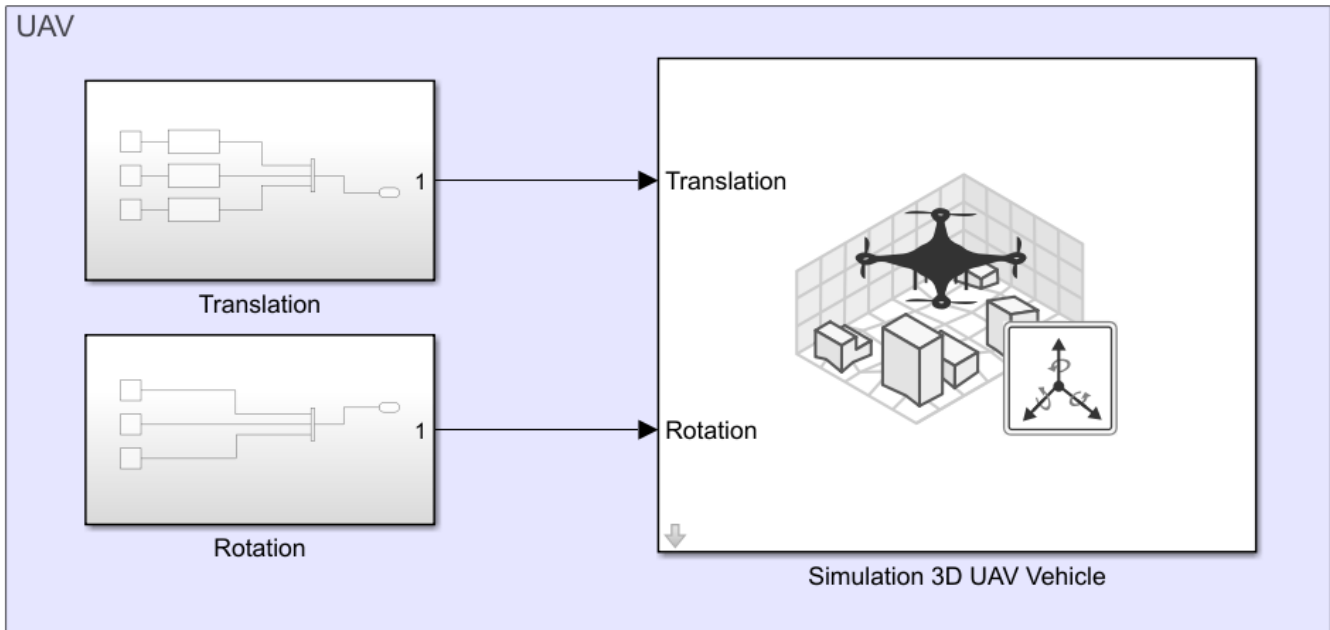 UAV
1
Translation
Translation
1
Rotation
Rotation
Simulation 3D UAV Vehicle